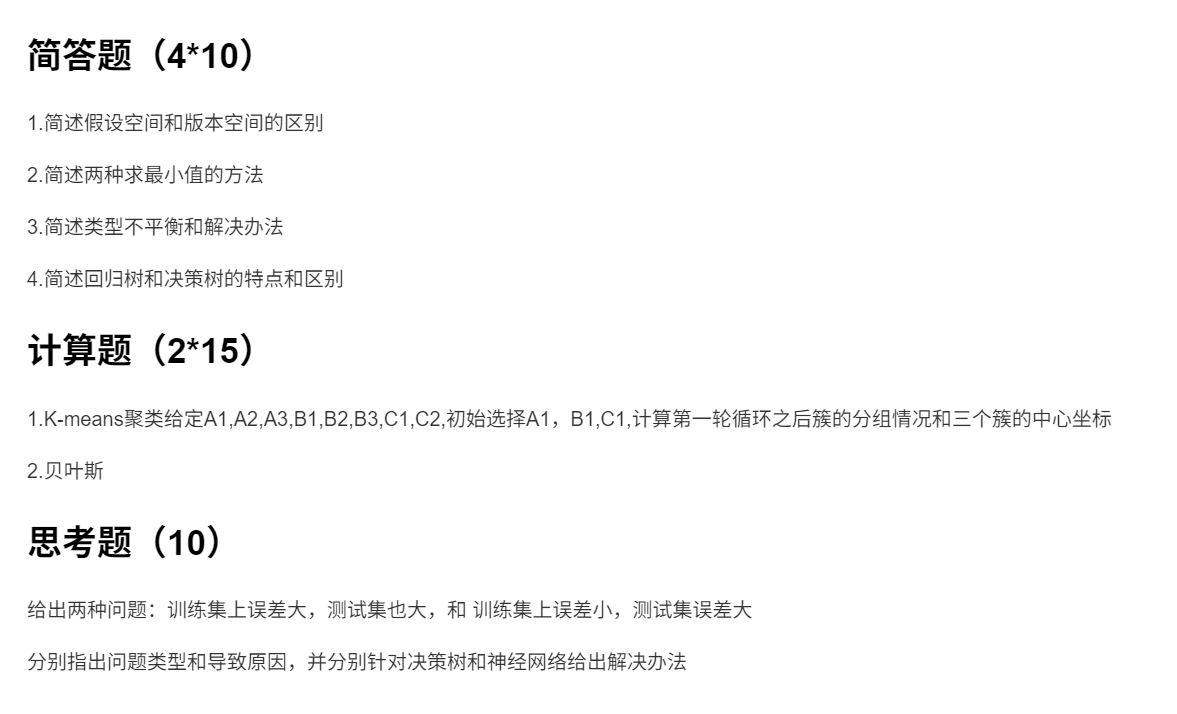 简答题（4*10）
1.简述假设空间和版本空间的区别
2.简述两种求最小值的方法
3.简述类型不平衡和解决办法
4.简述回归树和决策树的特点和区别
计算题（2*15）
1.K-means聚类给定A1,A2,A3,B1,B2,B3,C1,C2,初始选择A1，B1,C1,计算第一轮循环之后簇的分组情况和三个簇的中心坐标
2.贝叶斯
思考题（10）
给出两种问题：训练集上误差大，测试集也大，和 训练集上误差小，测试集误差大
分别指出问题类型和导致原因，并分别针对决策树和神经网络给出解决办法